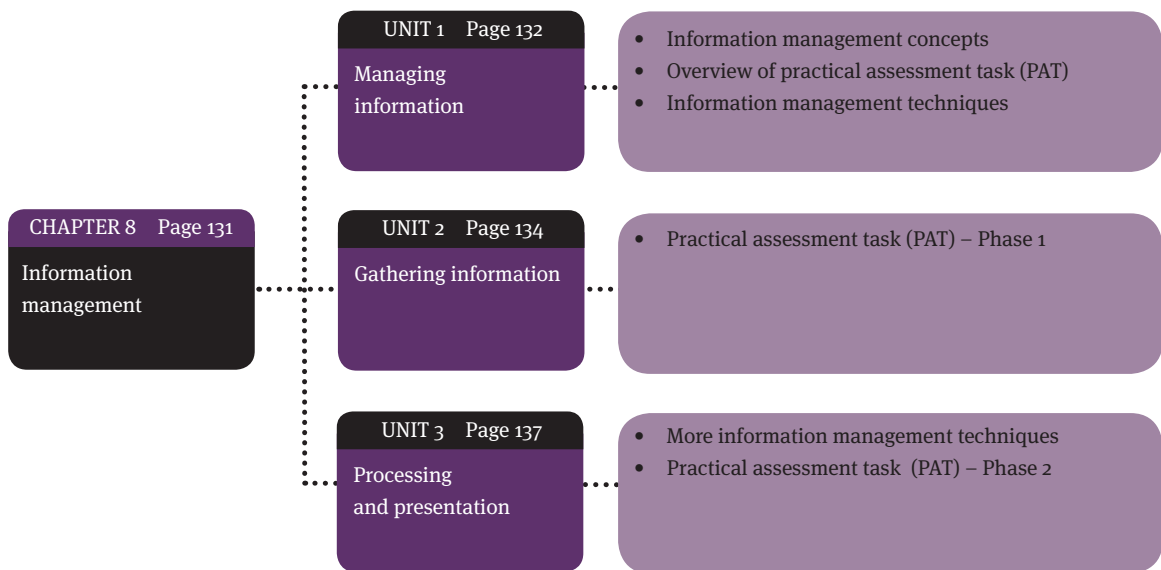 CHAPTER 8 Page 131
Information
management
UNIT 1 Page 132
Managing
information
• Information management concepts
• Overview of practical assessment task (PAT)
• Information management techniques
UNIT 2 Page 134
Gathering information
• Practical assessment task (PAT) – Phase 1
UNIT 3 Page 137
Processing
and presentation
• More information management techniques
• Practical assessment task (PAT) – Phase 2